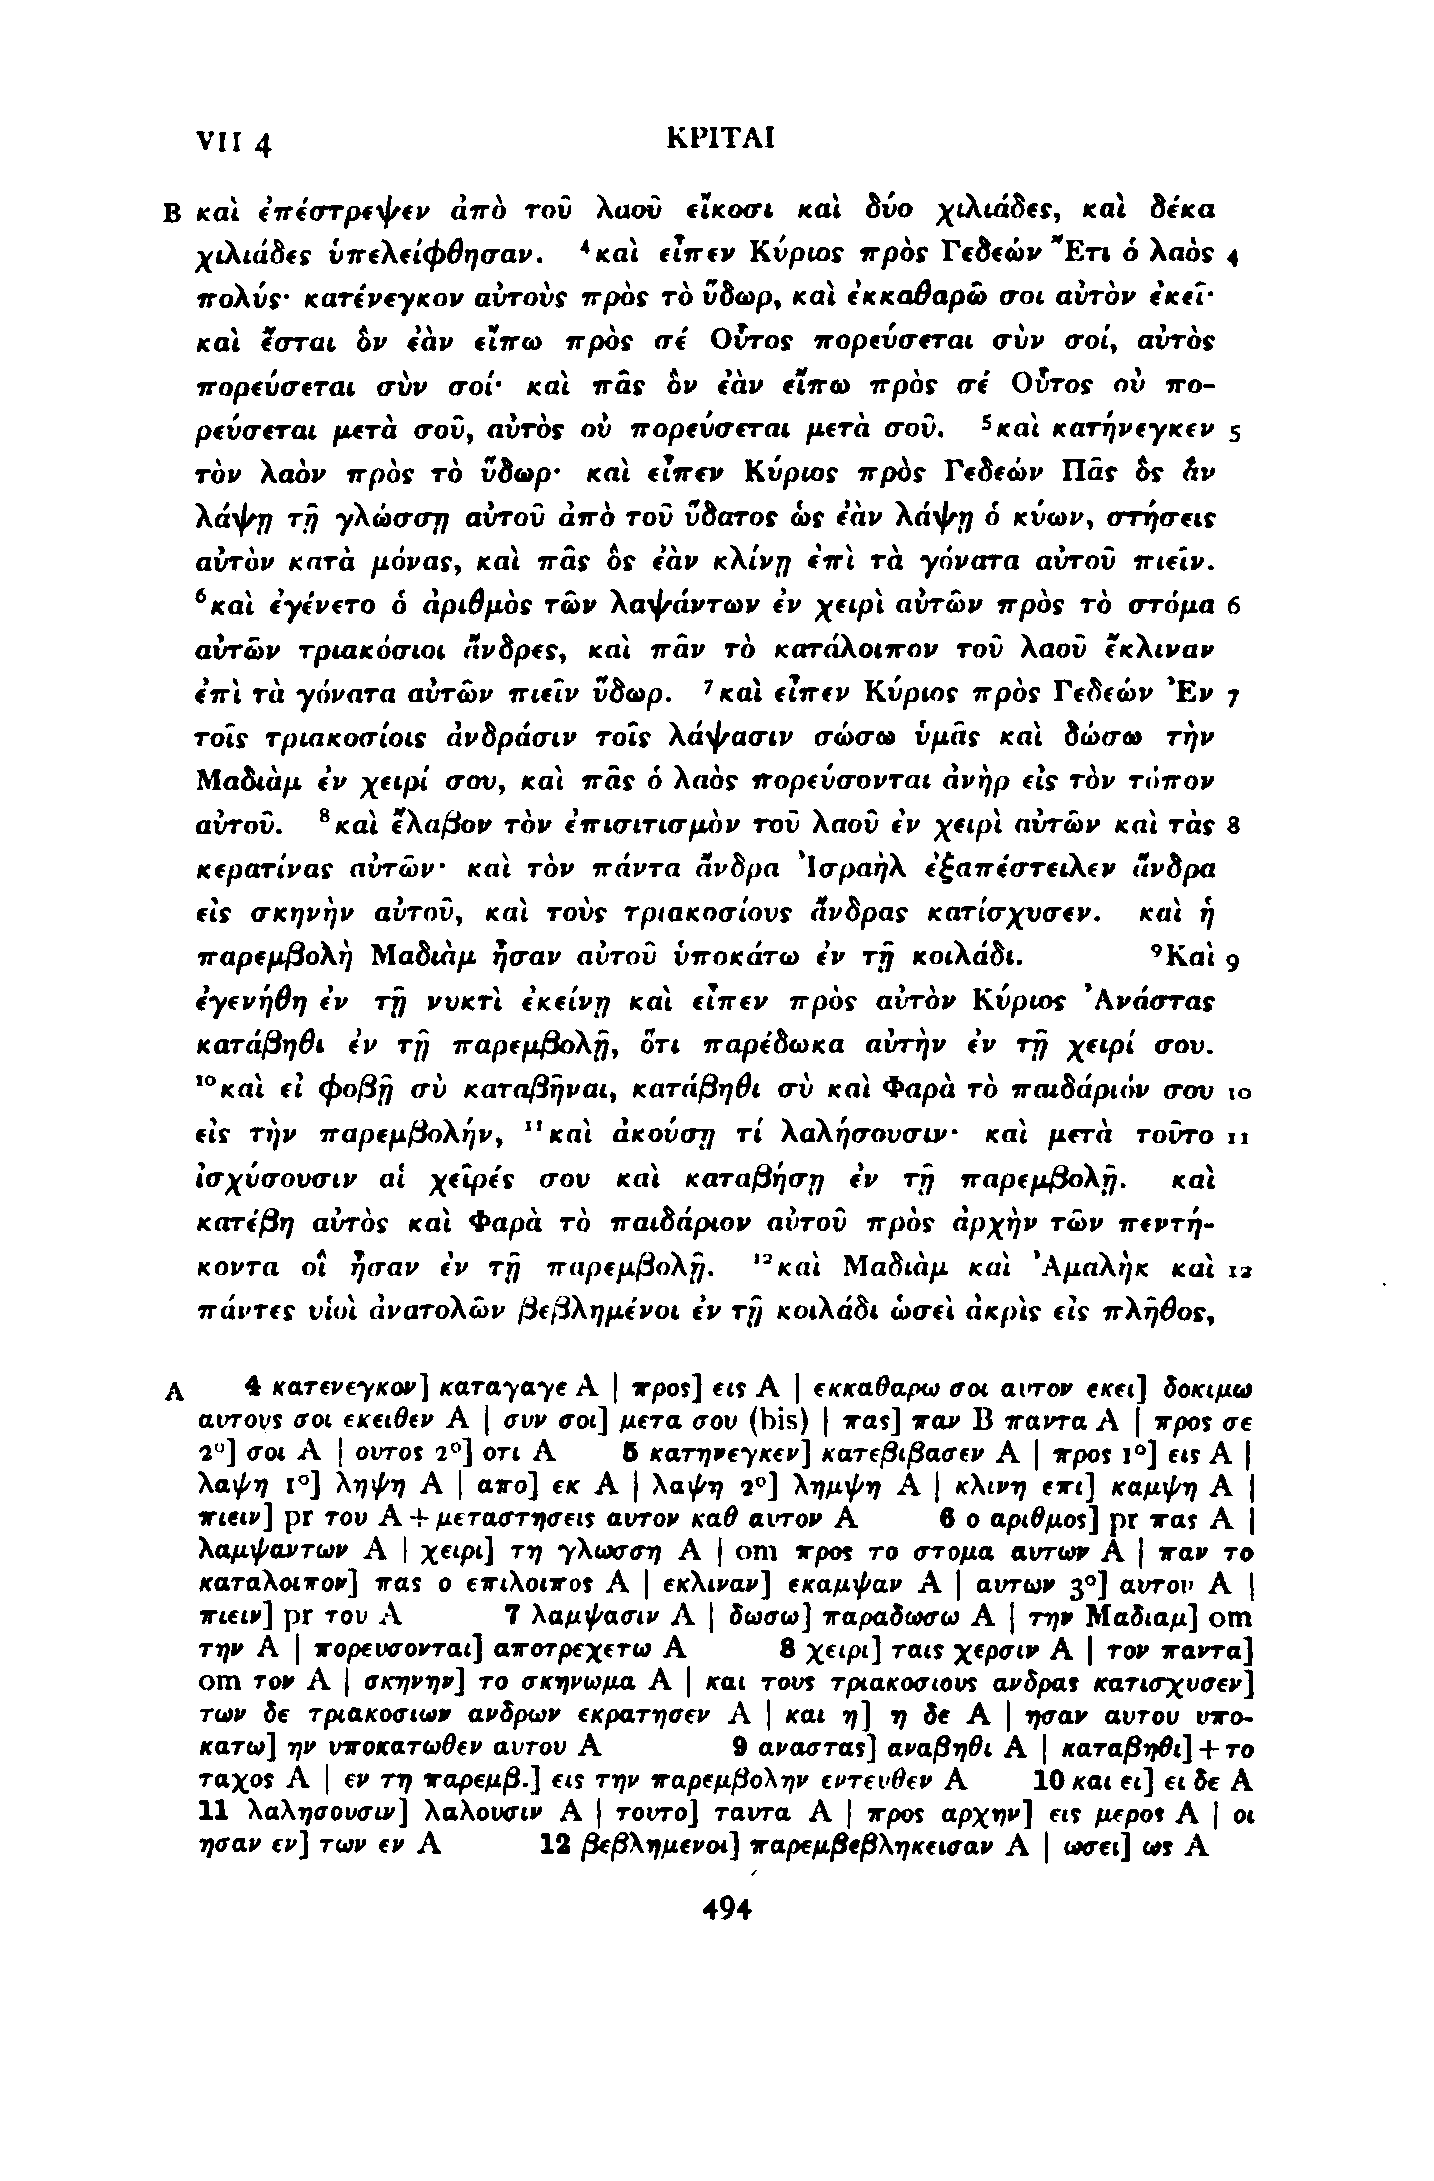 VII 4 ΚΡΙΤΑΙ
B καὶ ἐπέστρεψεν ἀπὸ τοῦ λαοῦ εἴκοσι καὶ δύο χιλιάδες, καὶ δέκα
χιλιάδες ὑπελείφθησαν. ⁴καὶ εἶπεν Κύριος πρὸς Γεδεών Ἔτι ὁ λαὸς 4
πολύς· κατένεγκον αὐτοὺς πρὸς τὸ ὕδωρ, καὶ ἐκκαθαρῶ σοι αὐτὸν ἐκεῖ·
καὶ ἔσται ὃν ἐὰν εἴπω πρὸς σέ Οὗτος πορεύσεται σὺν σοί, αὐτὸς
πορεύσεται σὺν σοί· καὶ πᾶς ὃν ἐὰν εἴπω πρὸς σέ Οὗτος οὐ πο-
ρεύσεται μετὰ σοῦ, αὐτὸς οὐ πορεύσεται μετὰ σοῦ. ⁵καὶ κατήνεγκεν 5
τὸν λαὸν πρὸς τὸ ὕδωρ· καὶ εἶπεν Κύριος πρὸς Γεδεών Πᾶς ὃς ἂν
λάψῃ τῇ γλώσσῃ αὐτοῦ ἀπὸ τοῦ ὕδατος ὡς ἐὰν λάψῃ ὁ κύων, στήσεις
αὐτὸν κατὰ μόνας, καὶ πᾶς ὃς ἐὰν κλίνῃ ἐπὶ τὰ γόνατα αὐτοῦ πιεῖν.
⁶καὶ ἐγένετο ὁ ἀριθμὸς τῶν λαψάντων ἐν χειρὶ αὐτῶν πρὸς τὸ στόμα 6
αὐτῶν τριακόσιοι ἄνδρες, καὶ πᾶν τὸ κατάλοιπον τοῦ λαοῦ ἔκλιναν
ἐπὶ τὰ γόνατα αὐτῶν πιεῖν ὕδωρ. ⁷καὶ εἶπεν Κύριος πρὸς Γεδεών Ἐν 7
τοῖς τριακοσίοις ἀνδράσιν τοῖς λάψασιν σώσω ὑμᾶς καὶ δώσω τὴν
Μαδιὰμ ἐν χειρί σου, καὶ πᾶς ὁ λαὸς πορεύσονται ἀνὴρ εἰς τὸν τόπον
αὐτοῦ. ⁸καὶ ἔλαβον τὸν ἐπισιτισμὸν τοῦ λαοῦ ἐν χειρὶ αὐτῶν καὶ τὰς 8
κερατίνας αὐτῶν· καὶ τὸν πάντα ἄνδρα Ἰσραὴλ ἐξαπέστειλεν ἄνδρα
εἰς σκηνὴν αὐτοῦ, καὶ τοὺς τριακοσίους ἄνδρας κατίσχυσεν. καὶ ἡ
παρεμβολὴ Μαδιὰμ ἦσαν αὐτοῦ ὑποκάτω ἐν τῇ κοιλάδι. ⁹Καὶ 9
ἐγενήθη ἐν τῇ νυκτὶ ἐκείνῃ καὶ εἶπεν πρὸς αὐτὸν Κύριος Ἀνάστας
κατάβηθι ἐν τῇ παρεμβολῇ, ὅτι παρέδωκα αὐτὴν ἐν τῇ χειρί σου.
¹⁰καὶ εἰ φοβῇ σὺ καταβῆναι, κατάβηθι σὺ καὶ Φαρὰ τὸ παιδάριόν σου 10
εἰς τὴν παρεμβολήν, ¹¹καὶ ἀκούσῃ τί λαλήσουσιν· καὶ μετὰ τοῦτο 11
ἰσχύσουσιν αἱ χεῖρές σου καὶ καταβήσῃ ἐν τῇ παρεμβολῇ. καὶ
κατέβη αὐτὸς καὶ Φαρὰ τὸ παιδάριον αὐτοῦ πρὸς ἀρχὴν τῶν πεντή-
κοντα οἳ ἦσαν ἐν τῇ παρεμβολῇ. ¹²καὶ Μαδιὰμ καὶ Ἀμαλὴκ καὶ 12
πάντες υἱοὶ ἀνατολῶν βεβλημένοι ἐν τῇ κοιλάδι ὡσεὶ ἀκρὶς εἰς πλῆθος,
A 4 κατενεγκον] καταγαγε A | προς] εις A | εκκαθαρω σοι αυτον εκει] δοκιμω
αυτους σοι εκειθεν A | συν σοι] μετα σου (bis) | πας] παν B παντα A | προς σε
2º] σοι A | ουτος 2º] οτι A 5 κατηνεγκεν] κατεβιβασεν A | προς 1º] εις A |
λαψη 1º] ληψη A | απο] εκ A | λαψη 2º] λημψη A | κλινη επι] καμψη A |
πιειν] pr του A + μεταστησεις αυτον καθ αυτον A 6 ο αριθμος] pr πας A |
λαμψαντων A | χειρι] τη γλωσση A | om προς το στομα αυτων A | παν το
καταλοιπον] πας ο επιλοιπος A | εκλιναν] εκαμψαν A | αυτων 3º] αυτου A |
πιειν] pr του A 7 λαμψασιν A | δωσω] παραδωσω A | την Μαδιαμ] om
την A | πορευσονται] αποτρεχετω A 8 χειρι] ταις χερσιν A | τον παντα]
om τον A | σκηνην] το σκηνωμα A | και τους τριακοσιους ανδρας κατισχυσεν]
των δε τριακοσιων ανδρων εκρατησεν A | και η] η δε A | ησαν αυτου υπο-
κατω] ην υποκατωθεν αυτου A 9 αναστας] αναβηθι A | καταβηθι] + το
ταχος A | εν τη παρεμβ.] εις την παρεμβολην εντευθεν A 10 και ει] ει δε A
11 λαλησουσιν] λαλουσιν A | τουτο] ταυτα A | προς αρχην] εις μερος A | οι
ησαν εν] των εν A 12 βεβλημενοι] παρεμβεβληκεισαν A | ωσει] ως A
494